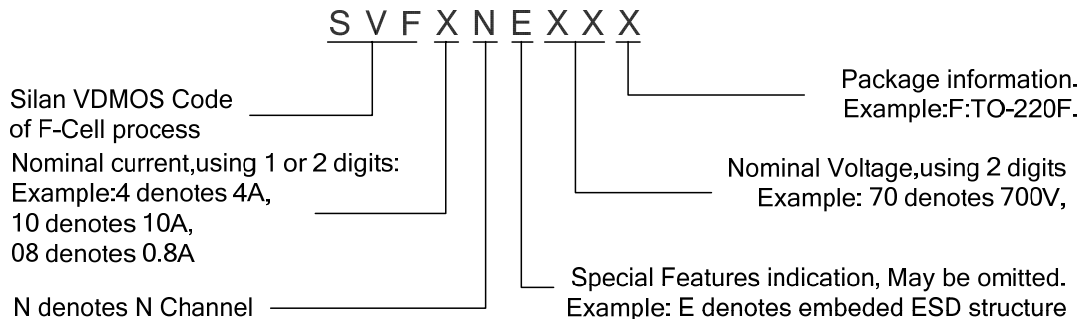 S V F X N E X X X
Silan VDMOS Code
of F-Cell process
Nominal current,using 1 or 2 digits:
Example:4 denotes 4A,
10 denotes 10A,
08 denotes 0.8A
N denotes N Channel
Package information.
Example:F:TO-220F.
Nominal Voltage,using 2 digits
Example: 70 denotes 700V,
Special Features indication, May be omitted.
Example: E denotes embeded ESD structure